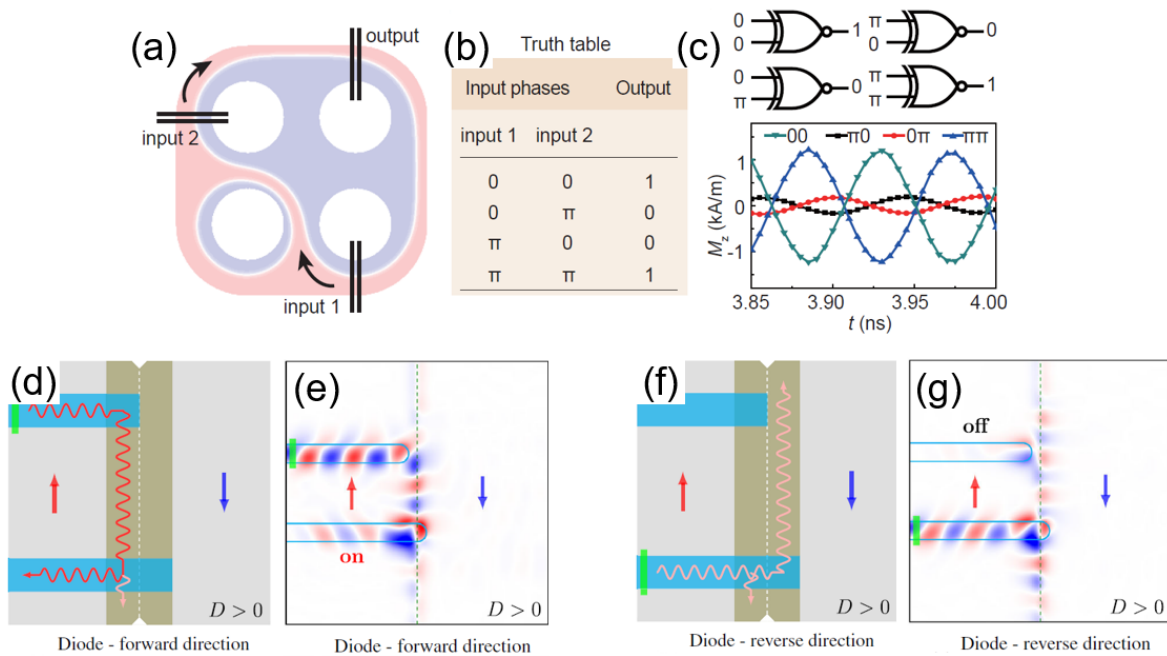 (a)
output
input 2
input 1
(b)
Truth table
Input phases Output
input 1 input 2
0 0 1
0 π 0
π 0 0
π π 1
(c)
0 0 1
π 0 0
0 π 0
π π 1
00 π0 0π ππ
1
0
-1
M_z (kA/m)
3.85 3.90 3.95 4.00
t (ns)
(d)
D > 0
Diode - forward direction
(e)
on
D > 0
Diode - forward direction
(f)
D > 0
Diode - reverse direction
(g)
off
D > 0
Diode - reverse direction